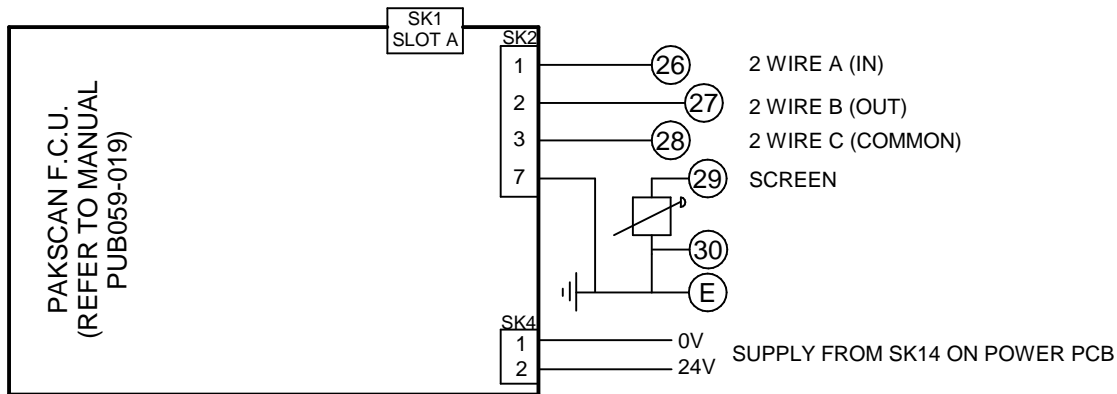 SK1
SLOT A
PAKSCAN F.C.U.
(REFER TO MANUAL
PUB059-019)
SK2
1
26
2 WIRE A (IN)
2
27
2 WIRE B (OUT)
3
28
2 WIRE C (COMMON)
7
29
SCREEN
30
E
SK4
1
0V
2
24V
SUPPLY FROM SK14 ON POWER PCB